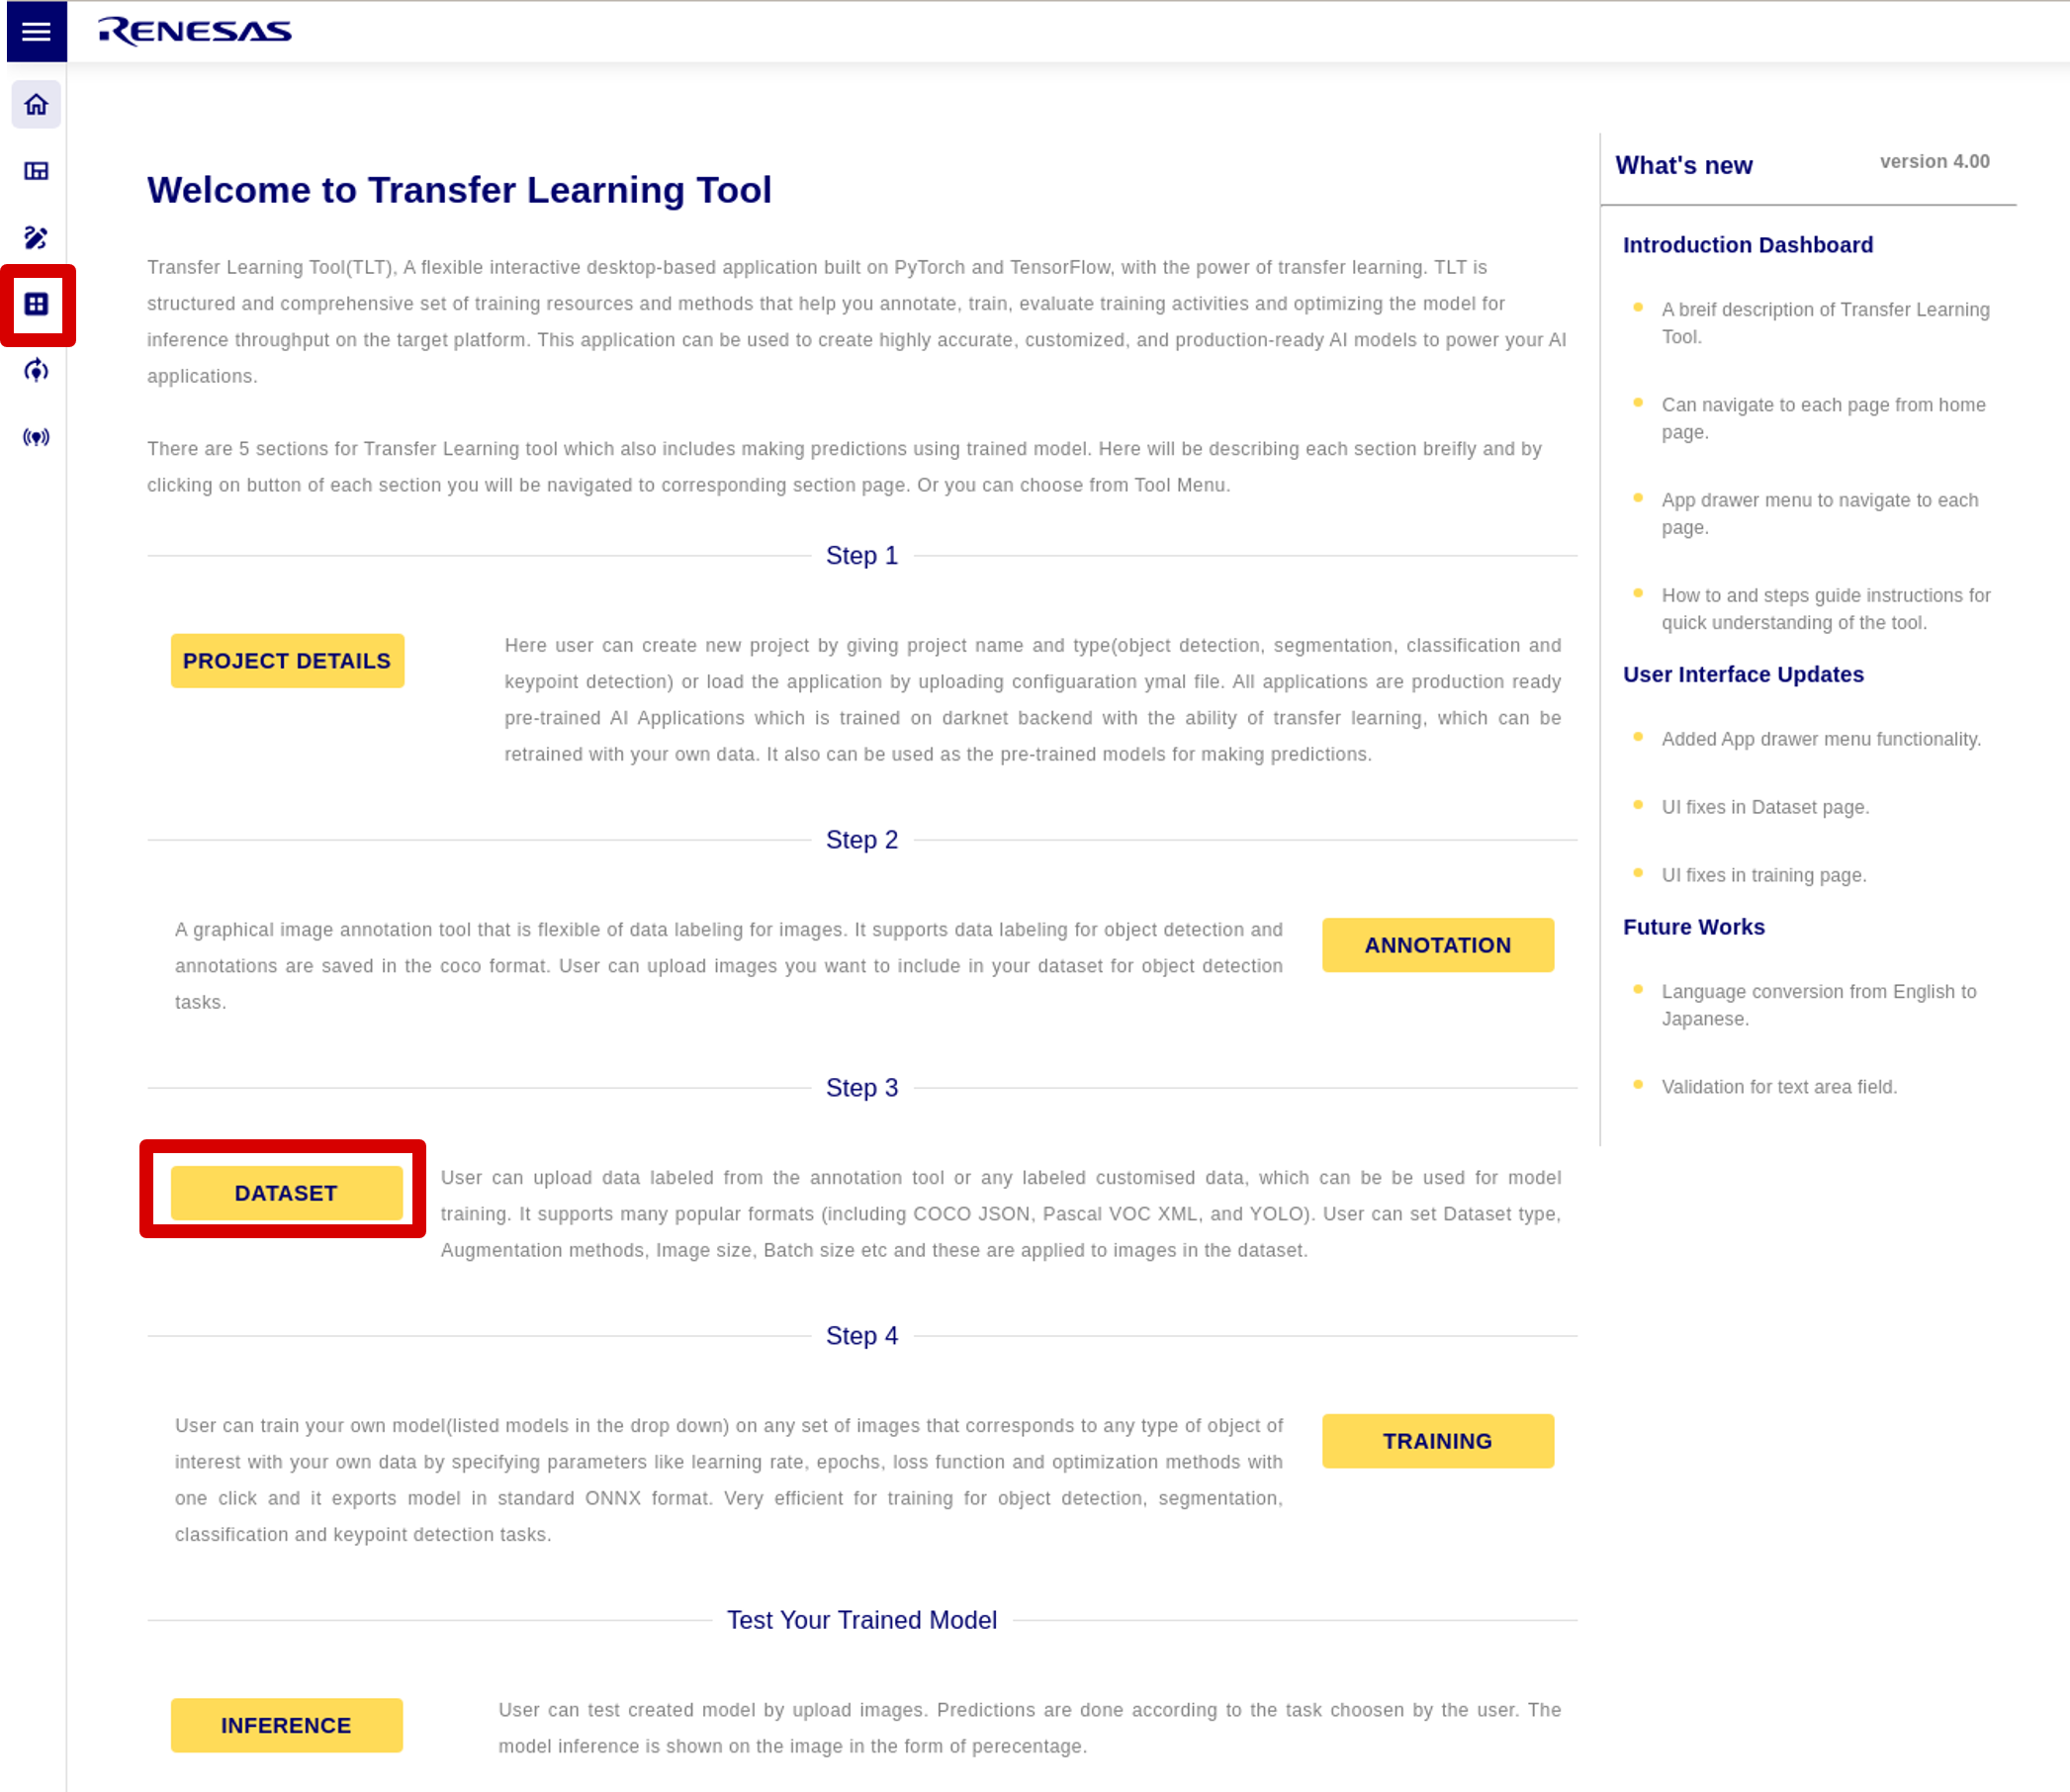 RENESAS
Welcome to Transfer Learning Tool
Transfer Learning Tool(TLT), A flexible interactive desktop-based application built on PyTorch and TensorFlow, with the power of transfer learning. TLT is
structured and comprehensive set of training resources and methods that help you annotate, train, evaluate training activities and optimizing the model for
inference throughput on the target platform. This application can be used to create highly accurate, customized, and production-ready AI models to power your AI
applications.
There are 5 sections for Transfer Learning tool which also includes making predictions using trained model. Here will be describing each section breifly and by
clicking on button of each section you will be navigated to corresponding section page. Or you can choose from Tool Menu.
Step 1
PROJECT DETAILS
Here user can create new project by giving project name and type(object detection, segmentation, classification and
keypoint detection) or load the application by uploading configuaration ymal file. All applications are production ready
pre-trained AI Applications which is trained on darknet backend with the ability of transfer learning, which can be
retrained with your own data. It also can be used as the pre-trained models for making predictions.
Step 2
A graphical image annotation tool that is flexible of data labeling for images. It supports data labeling for object detection and
annotations are saved in the coco format. User can upload images you want to include in your dataset for object detection
tasks.
ANNOTATION
Step 3
DATASET
User can upload data labeled from the annotation tool or any labeled customised data, which can be be used for model
training. It supports many popular formats (including COCO JSON, Pascal VOC XML, and YOLO). User can set Dataset type,
Augmentation methods, Image size, Batch size etc and these are applied to images in the dataset.
Step 4
User can train your own model(listed models in the drop down) on any set of images that corresponds to any type of object of
interest with your own data by specifying parameters like learning rate, epochs, loss function and optimization methods with
one click and it exports model in standard ONNX format. Very efficient for training for object detection, segmentation,
classification and keypoint detection tasks.
TRAINING
Test Your Trained Model
INFERENCE
User can test created model by upload images. Predictions are done according to the task choosen by the user. The
model inference is shown on the image in the form of perecentage.
What's new
version 4.00
Introduction Dashboard
A breif description of Transfer Learning
Tool.
Can navigate to each page from home
page.
App drawer menu to navigate to each
page.
How to and steps guide instructions for
quick understanding of the tool.
User Interface Updates
Added App drawer menu functionality.
UI fixes in Dataset page.
UI fixes in training page.
Future Works
Language conversion from English to
Japanese.
Validation for text area field.